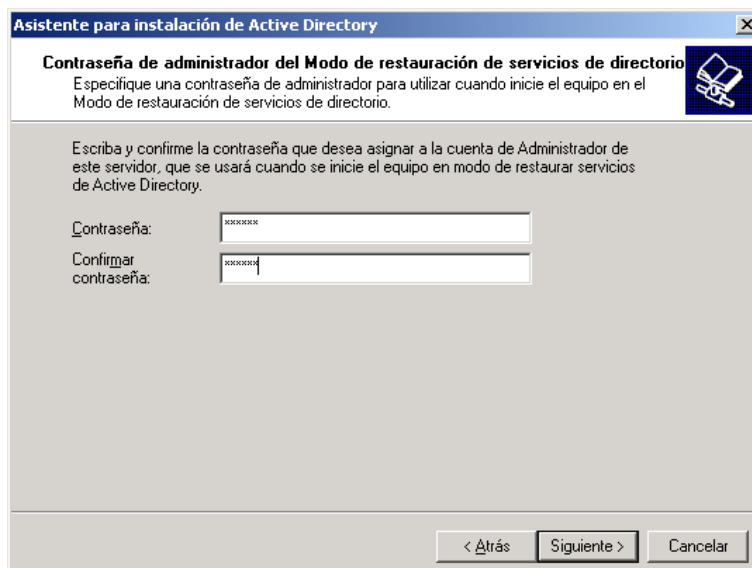 Asistente para instalación de Active Directory
Contraseña de administrador del Modo de restauración de servicios de directorio
Especifique una contraseña de administrador para utilizar cuando inicie el equipo en el
Modo de restauración de servicios de directorio.
Escriba y confirme la contraseña que desea asignar a la cuenta de Administrador de
este servidor, que se usará cuando se inicie el equipo en modo de restaurar servicios
de Active Directory.
Contraseña:
******
Confirmar
contraseña:
******
< Atrás
Siguiente >
Cancelar